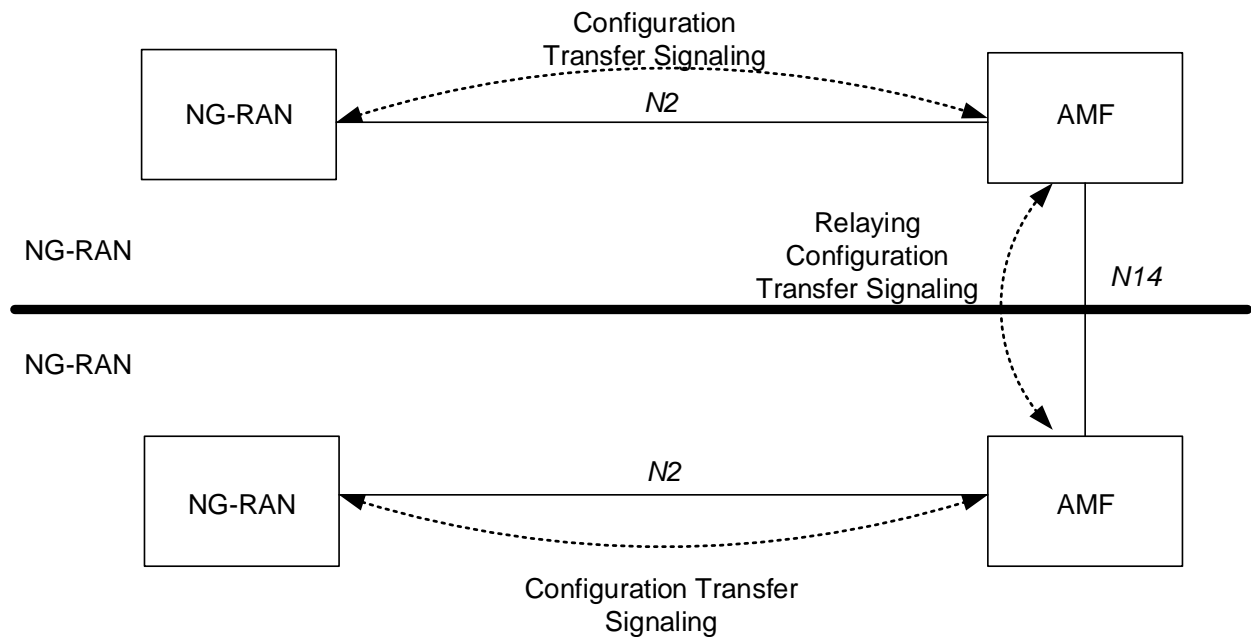 Configuration
Transfer Signaling
NG-RAN
N2
AMF
NG-RAN
Relaying
Configuration
Transfer Signaling
N14
NG-RAN
NG-RAN
N2
AMF
Configuration Transfer
Signaling